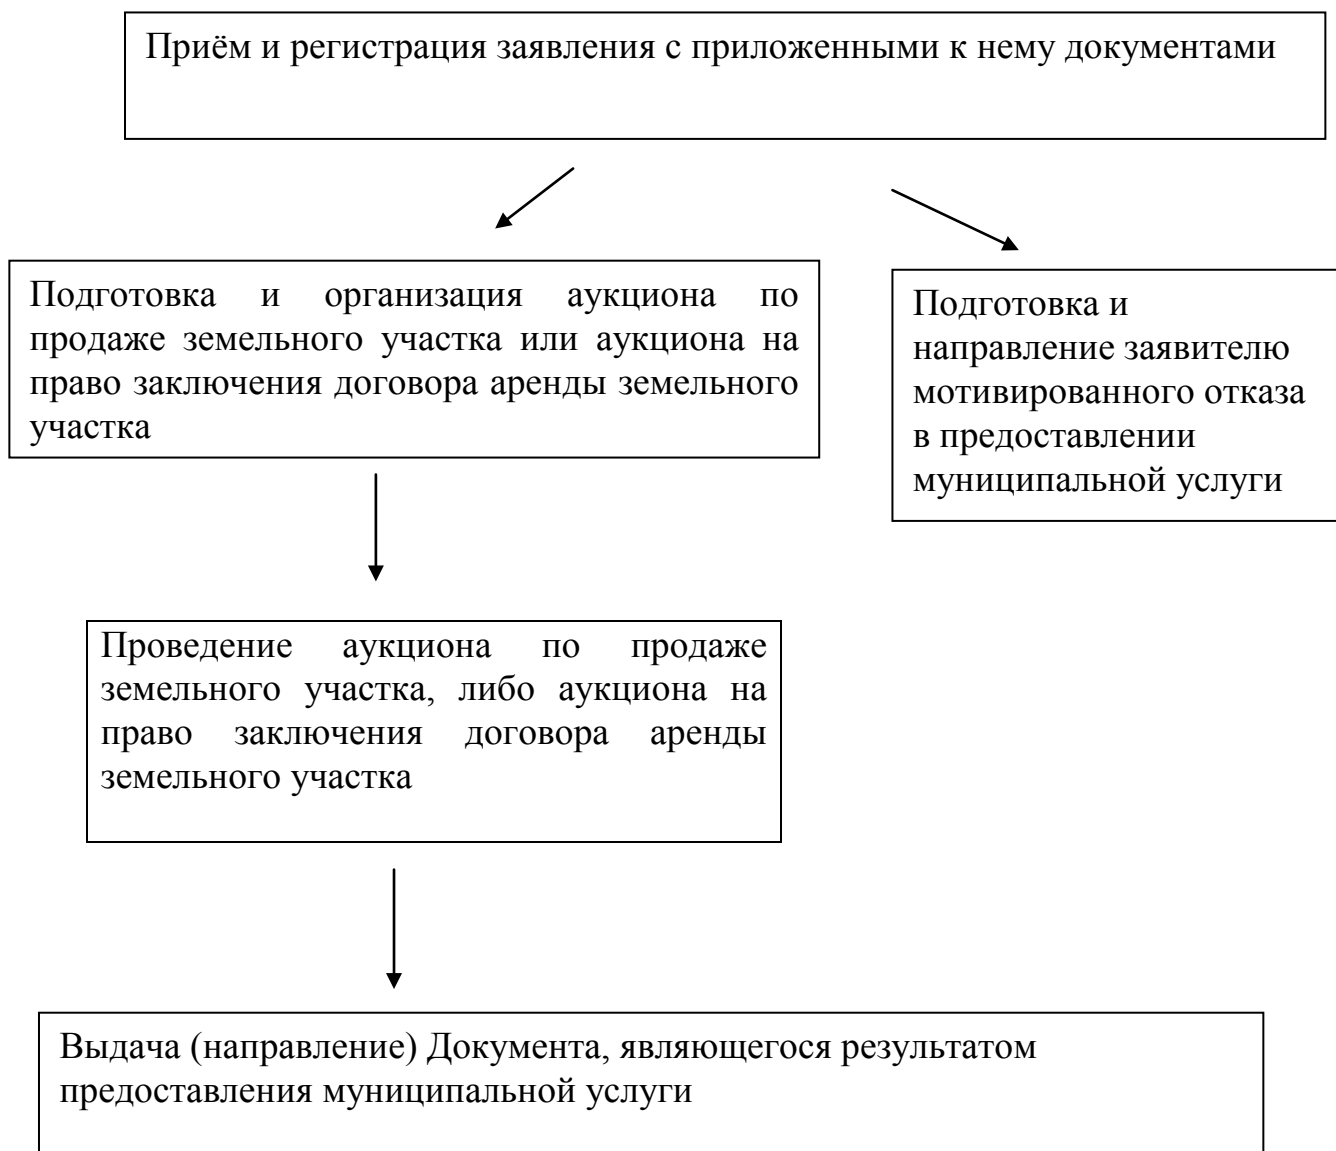 Приём и регистрация заявления с приложенными к нему документами
Подготовка и организация аукциона по
продаже земельного участка или аукциона на
право заключения договора аренды земельного
участка
Подготовка и
направление заявителю
мотивированного отказа
в предоставлении
муниципальной услуги
Проведение аукциона по продаже
земельного участка, либо аукциона на
право заключения договора аренды
земельного участка
Выдача (направление) Документа, являющегося результатом
предоставления муниципальной услуги